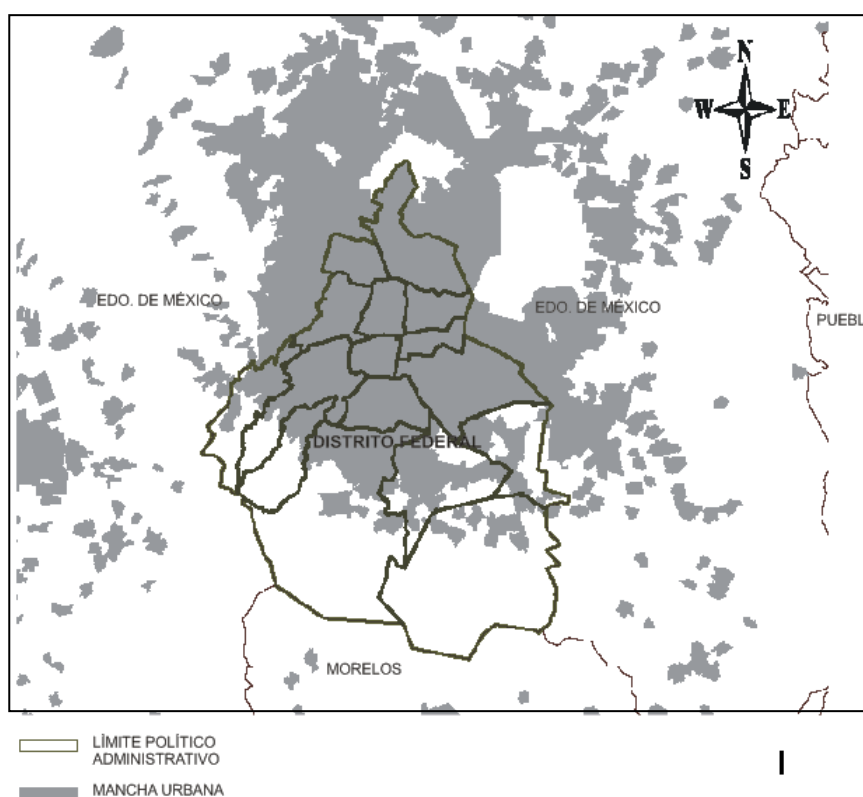 N
W E
S
EDO. DE MÉXICO
EDO. DE MÉXICO
PUEBL
DISTRITO FEDERAL
MORELOS
LÍMITE POLÍTICO
ADMINISTRATIVO
MANCHA URBANA
I